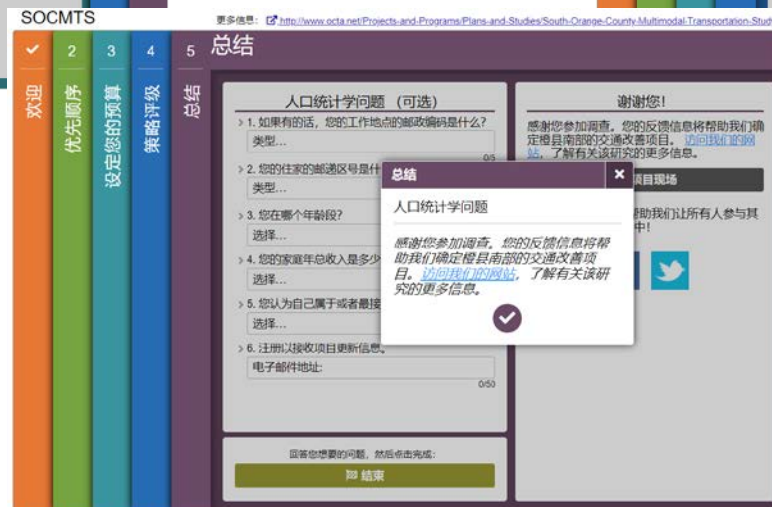 SOCMTS
更多信息: http://www.octa.net/Projects-and-Programs/Plans-and-Studies/South-Orange-County-Multimodal-Transportation-Stud
欢迎
2 优先顺序
3 设定您的预算
4 策略评级
5 总结
总结
人口统计学问题 (可选)
1. 如果有的话，您的工作地点的邮政编码是什么?
类型...
0/5
2. 您的住家的邮递区号是什
类型...
3. 您在哪个年龄段?
选择...
4. 您的家庭年总收入是多少
选择...
5. 您认为自己属于或者最接
选择...
6. 注册以接收项目更新信息。
电子邮件地址:
0/50
回答您想要的问题，然后点击完成:
结束
总结
人口统计学问题
感谢您参加调查。您的反馈信息将帮
助我们确定橙县南部的交通改善项
目。访问我们的网站，了解有关该研
究的更多信息。
谢谢您!
感谢您参加调查。您的反馈信息将帮助我们确
定橙县南部的交通改善项目。访问我们的网
站，了解有关该研究的更多信息。
项目现场
帮助我们让所有人参与其
中!